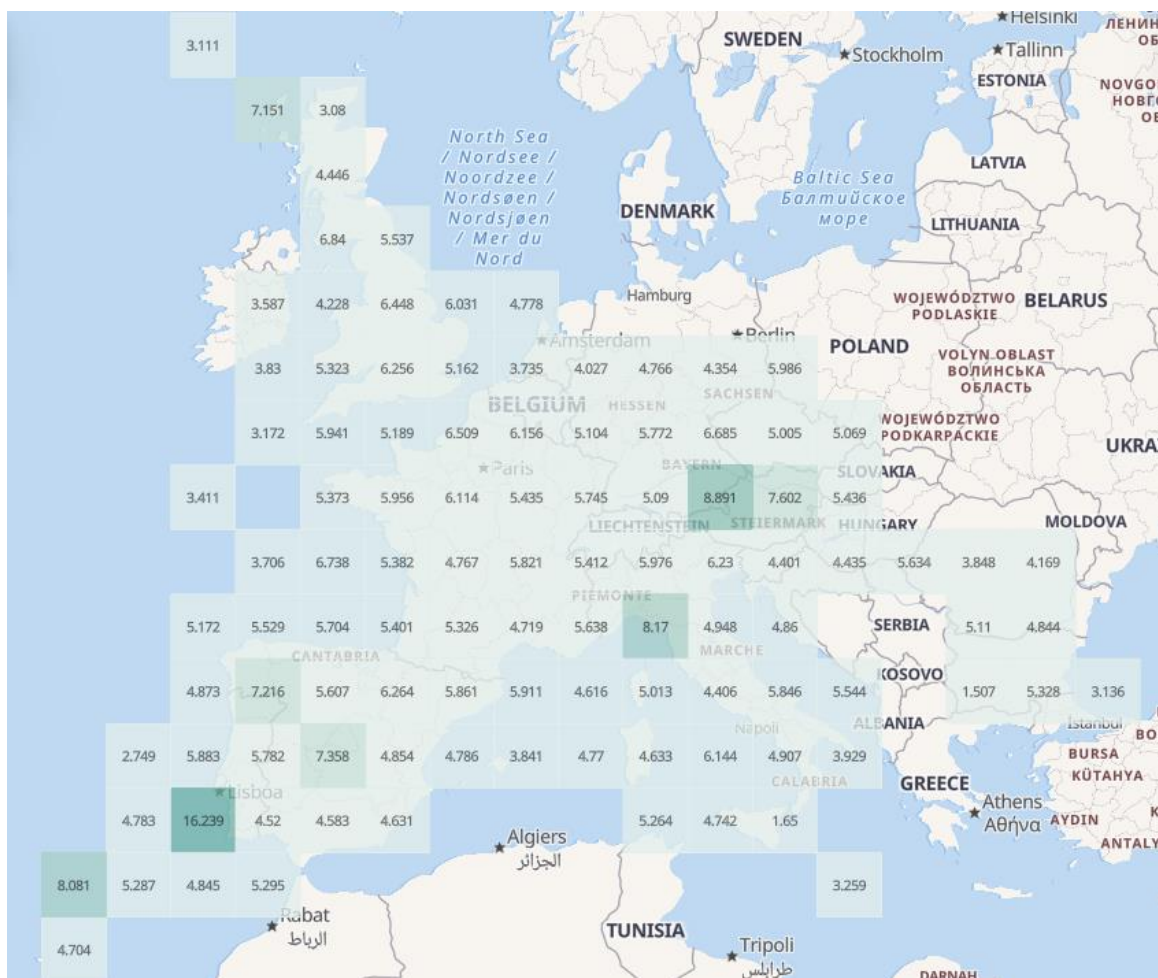 Helsinki
ЛЕНИН
ОБ
3.111
SWEDEN
Stockholm
Tallinn
ESTONIA
NOVGO
НОВГО
ОБ
7.151 3.08
North Sea
/ Nordsee /
Noordzee /
Nordsøen /
Nordsjøen
/ Mer du
Nord
LATVIA
4.446
Baltic Sea
Балтийское
море
DENMARK
LITHUANIA
6.84 5.537
3.587 4.228 6.448 6.031 4.778
Hamburg
WOJEWÓDZTWO
PODLASKIE
BELARUS
Amsterdam
Berlin
POLAND
VOLYN OBLAST
ВОЛИНСЬКА
ОБЛАСТЬ
3.83 5.323 6.256 5.162 3.735 4.027 4.766 4.354 5.986
SACHSEN
BELGIUM
HESSEN
WOJEWÓDZTWO
PODKARPACKIE
3.172 5.941 5.189 6.509 6.156 5.104 5.772 6.685 5.005 5.069
UKRA
Paris
BAYERN
SLOVAKIA
3.411 5.373 5.956 6.114 5.435 5.745 5.09 8.891 7.602 5.436
LIECHTENSTEIN
STEIERMARK
HUNGARY
MOLDOVA
3.706 6.738 5.382 4.767 5.821 5.412 5.976 6.23 4.401 4.435 5.634 3.848 4.169
PIEMONTE
5.172 5.529 5.704 5.401 5.326 4.719 5.638 8.17 4.948 4.86
SERBIA
5.11 4.844
CANTABRIA
MARCHE
KOSOVO
4.873 7.216 5.607 6.264 5.861 5.911 4.616 5.013 4.406 5.846 5.544 1.507 5.328 3.136
Napoli
ALBANIA
İstanbul
BO
2.749 5.883 5.782 7.358 4.854 4.786 3.841 4.77 4.633 6.144 4.907 3.929
BURSA
KÜTAHYA
CALABRIA
GREECE
Lisboa
Athens
Αθήνα
4.783 16.239 4.52 4.583 4.631
5.264 4.742 1.65
AYDIN
K
Algiers
الجزائر
ANTALY
8.081 5.287 4.845 5.295
3.259
Rabat
الرباط
4.704
TUNISIA
Tripoli
طرابلس
DARNAH